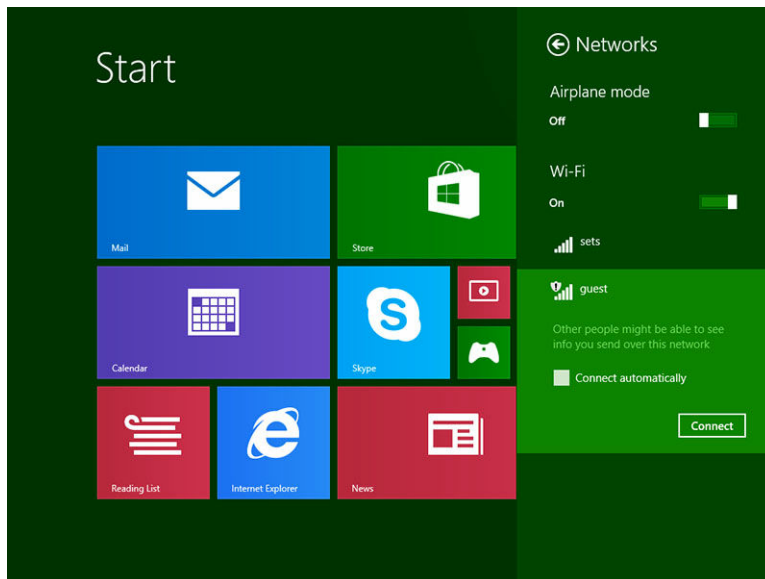 Start
Mail
Store
Calendar
Skype
Reading List
Internet Explorer
News
Networks
Airplane mode
Off
Wi-Fi
On
sets
guest
Other people might be able to see
info you send over this network
Connect automatically
Connect